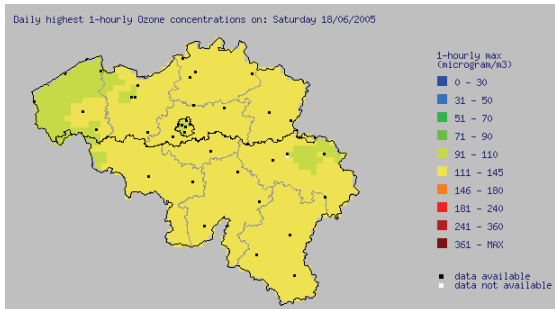 Daily highest 1-hourly Ozone concentrations on: Saturday 18/06/2005
1-hourly max
(microgram/m3)
0 - 30
31 - 50
51 - 70
71 - 90
91 - 110
111 - 145
146 - 180
181 - 240
241 - 360
361 - MAX
data available
data not available